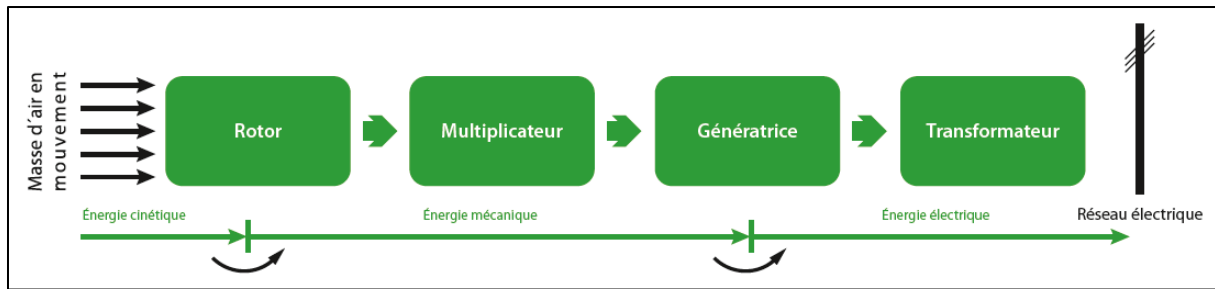 Masse d´air en
mouvement
Rotor
Multiplicateur
Génératrice
Transformateur
Énergie cinétique
Énergie mécanique
Énergie électrique
Réseau électrique